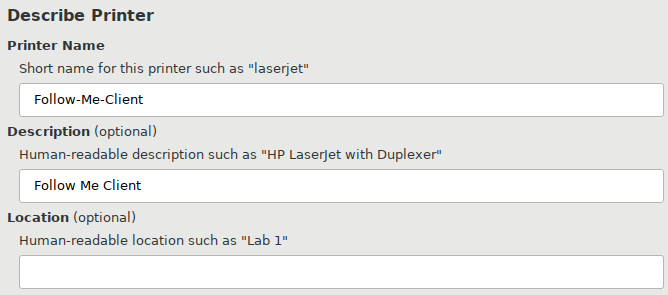 Describe Printer
Printer Name
Short name for this printer such as "laserjet"
Follow-Me-Client
Description (optional)
Human-readable description such as "HP LaserJet with Duplexer"
Follow Me Client
Location (optional)
Human-readable location such as "Lab 1"